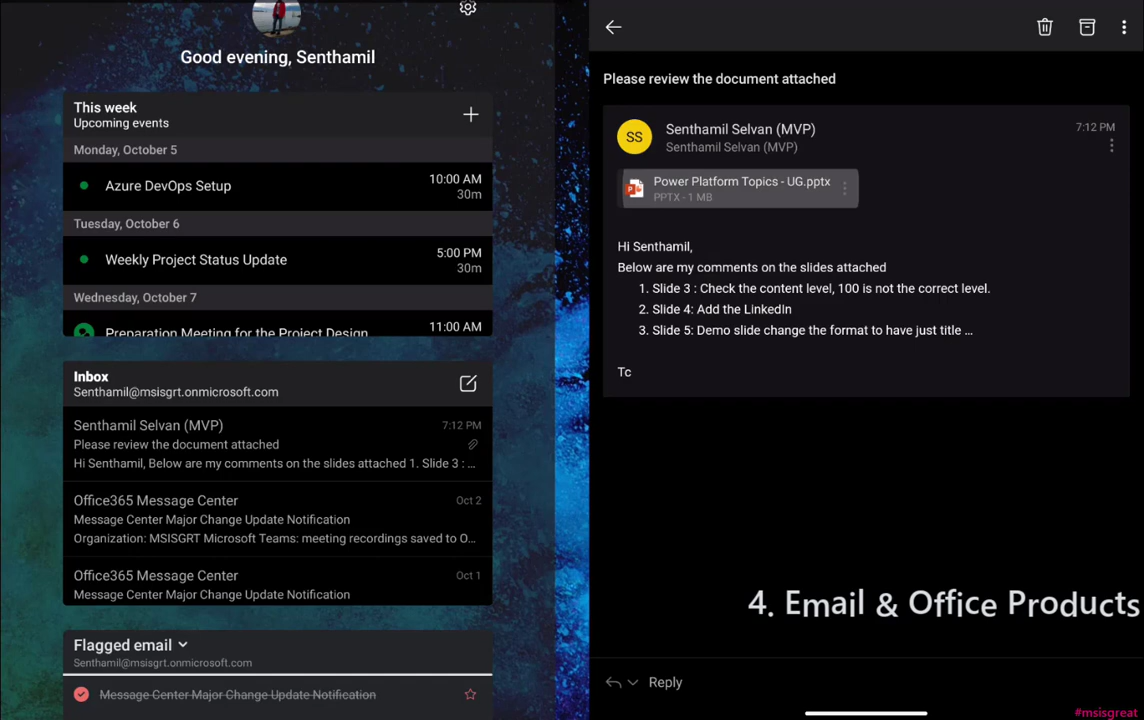 Good evening, Senthamil
This week
Upcoming events
Monday, October 5
Azure DevOps Setup
10:00 AM
30m
Tuesday, October 6
Weekly Project Status Update
5:00 PM
30m
Wednesday, October 7
Preparation Meeting for the Project Design
11:00 AM
Inbox
Senthamil@msisgrt.onmicrosoft.com
Senthamil Selvan (MVP)
7:12 PM
Please review the document attached
Hi Senthamil, Below are my comments on the slides attached 1. Slide 3 : ...
Office365 Message Center
Oct 2
Message Center Major Change Update Notification
Organization: MSISGRT Microsoft Teams: meeting recordings saved to O...
Office365 Message Center
Oct 1
Message Center Major Change Update Notification
Flagged email
Senthamil@msisgrt.onmicrosoft.com
Message Center Major Change Update Notification
Please review the document attached
SS
Senthamil Selvan (MVP)
7:12 PM
Senthamil Selvan (MVP)
Power Platform Topics - UG.pptx
PPTX - 1 MB
Hi Senthamil,
Below are my comments on the slides attached
1. Slide 3 : Check the content level, 100 is not the correct level.
2. Slide 4: Add the LinkedIn
3. Slide 5: Demo slide change the format to have just title ...
Tc
4. Email & Office Products
Reply
#msisgreat